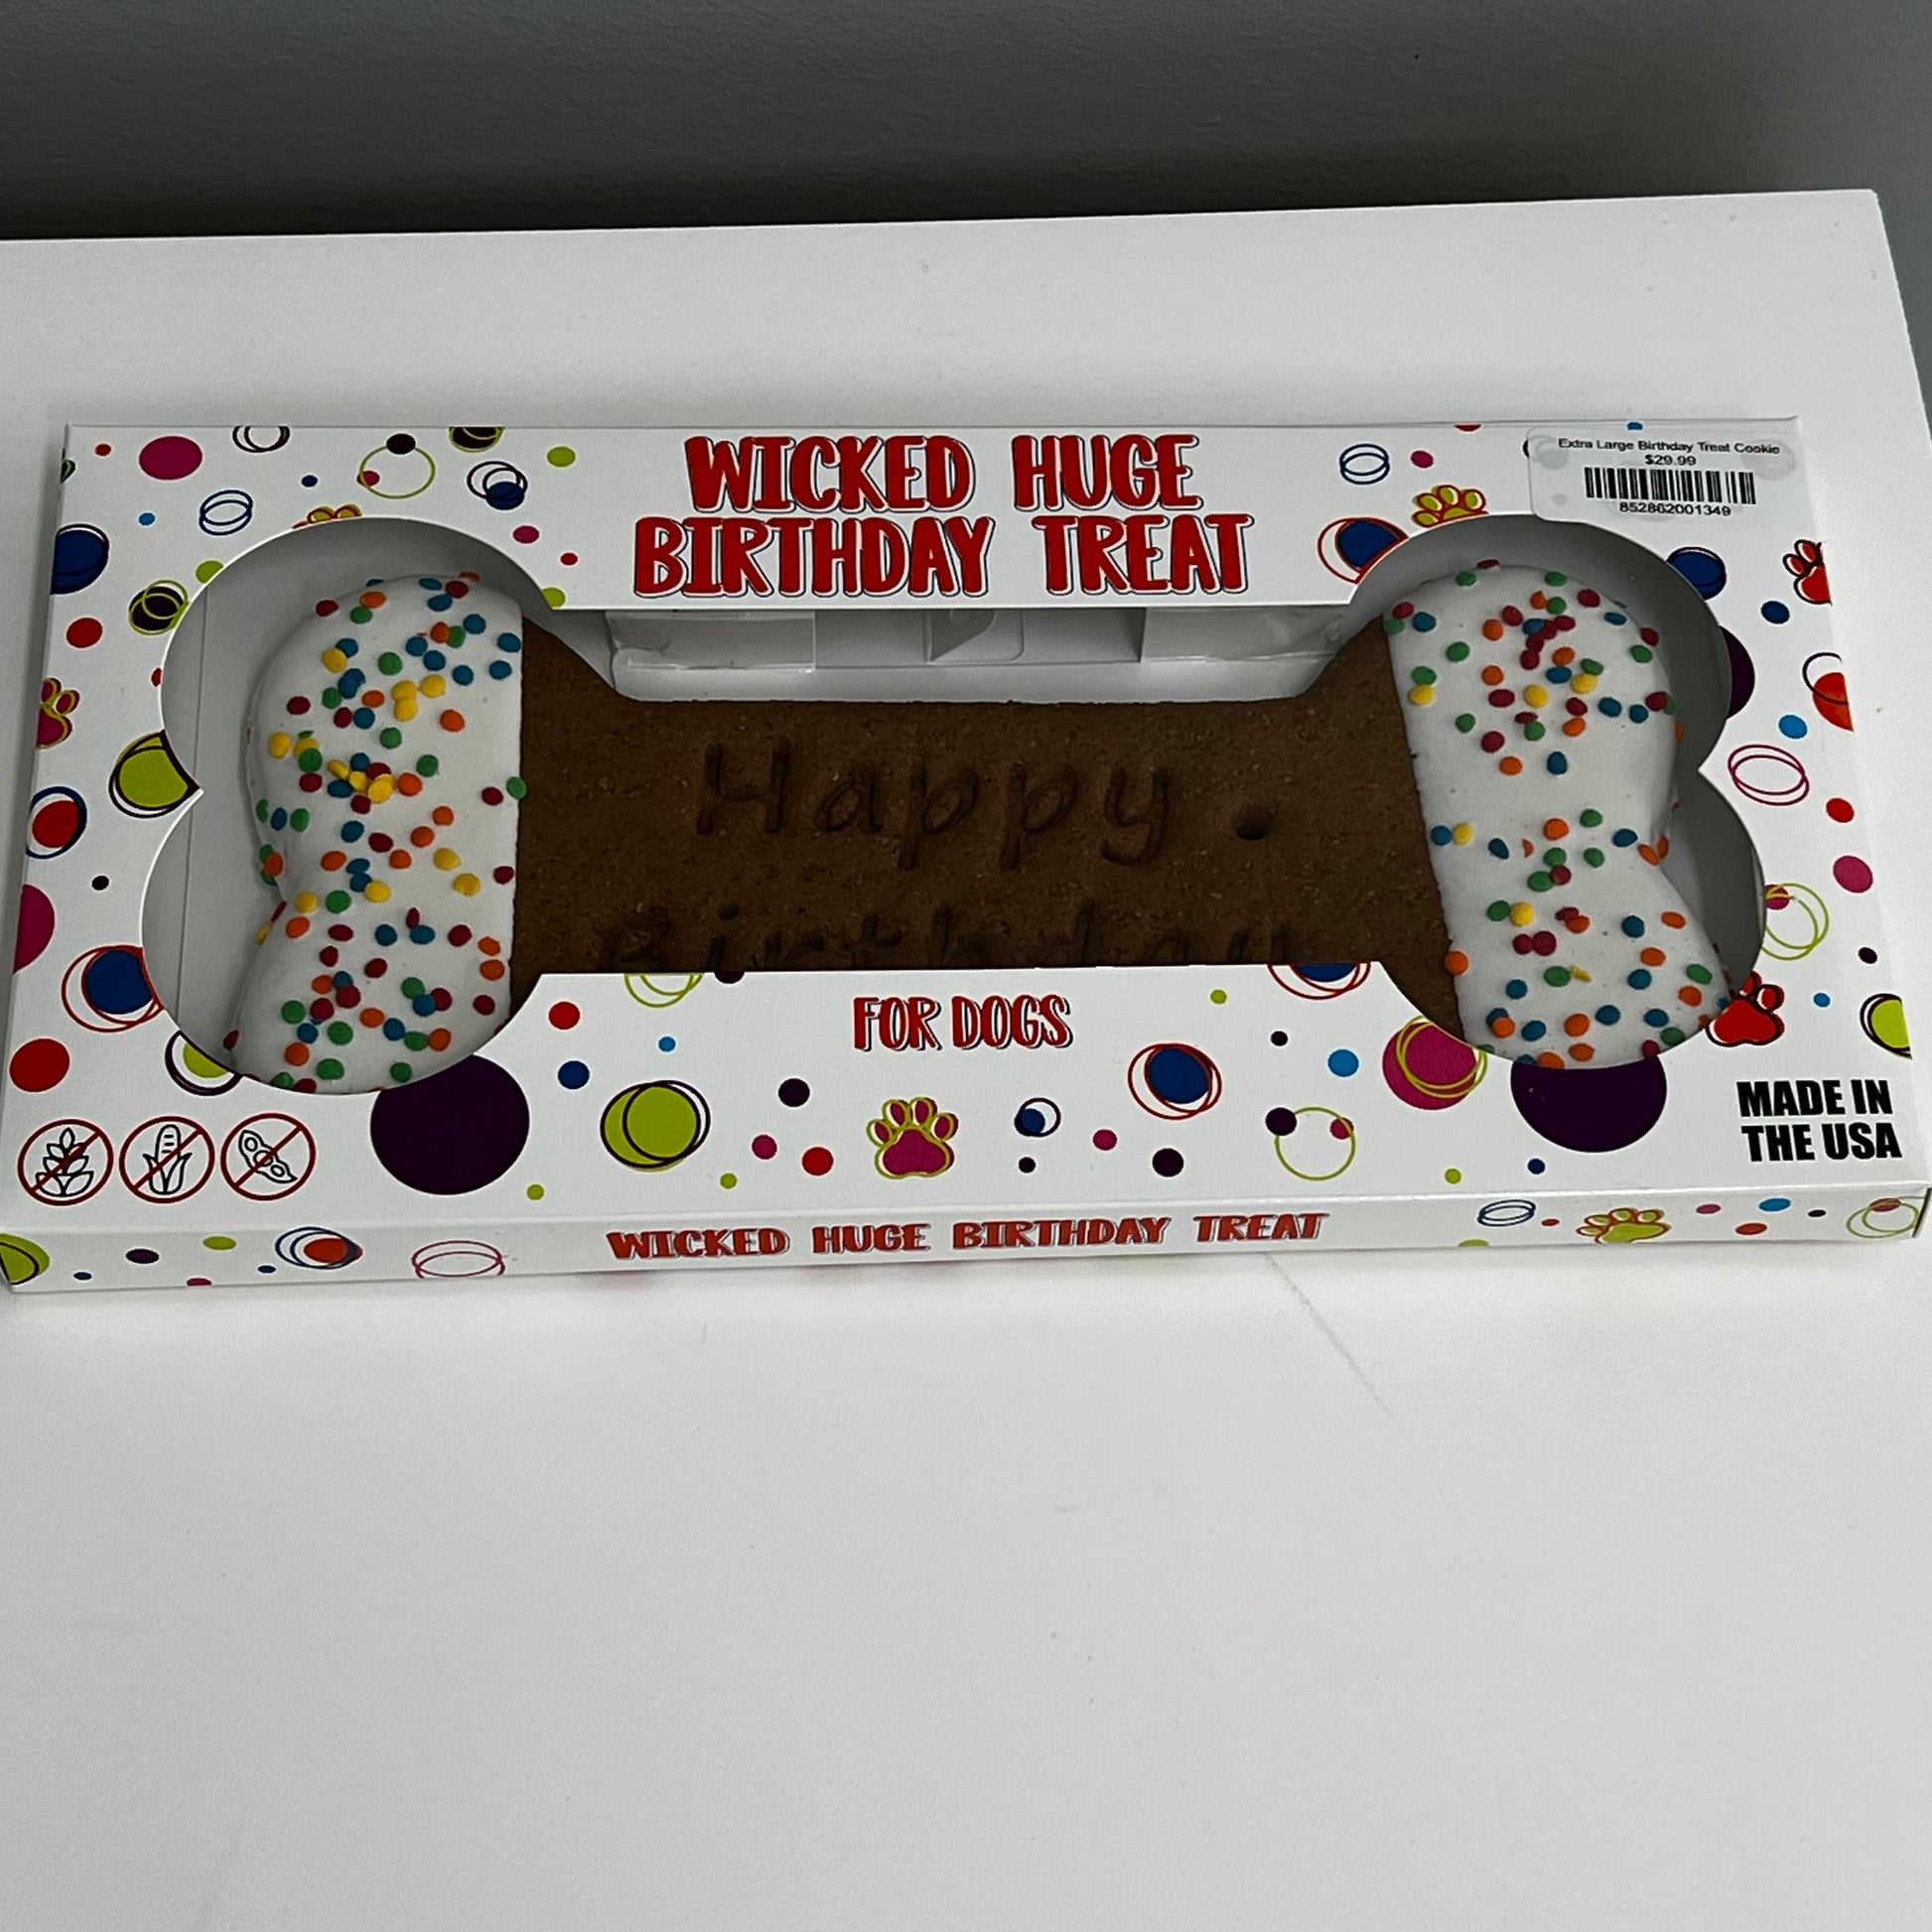 WICKED HUGE
BIRTHDAY TREAT
Extra Large Birthday Treat Cookie
$29.99
852862001349
Happy
Birthday
FOR DOGS
MADE IN
THE USA
WICKED HUGE BIRTHDAY TREAT